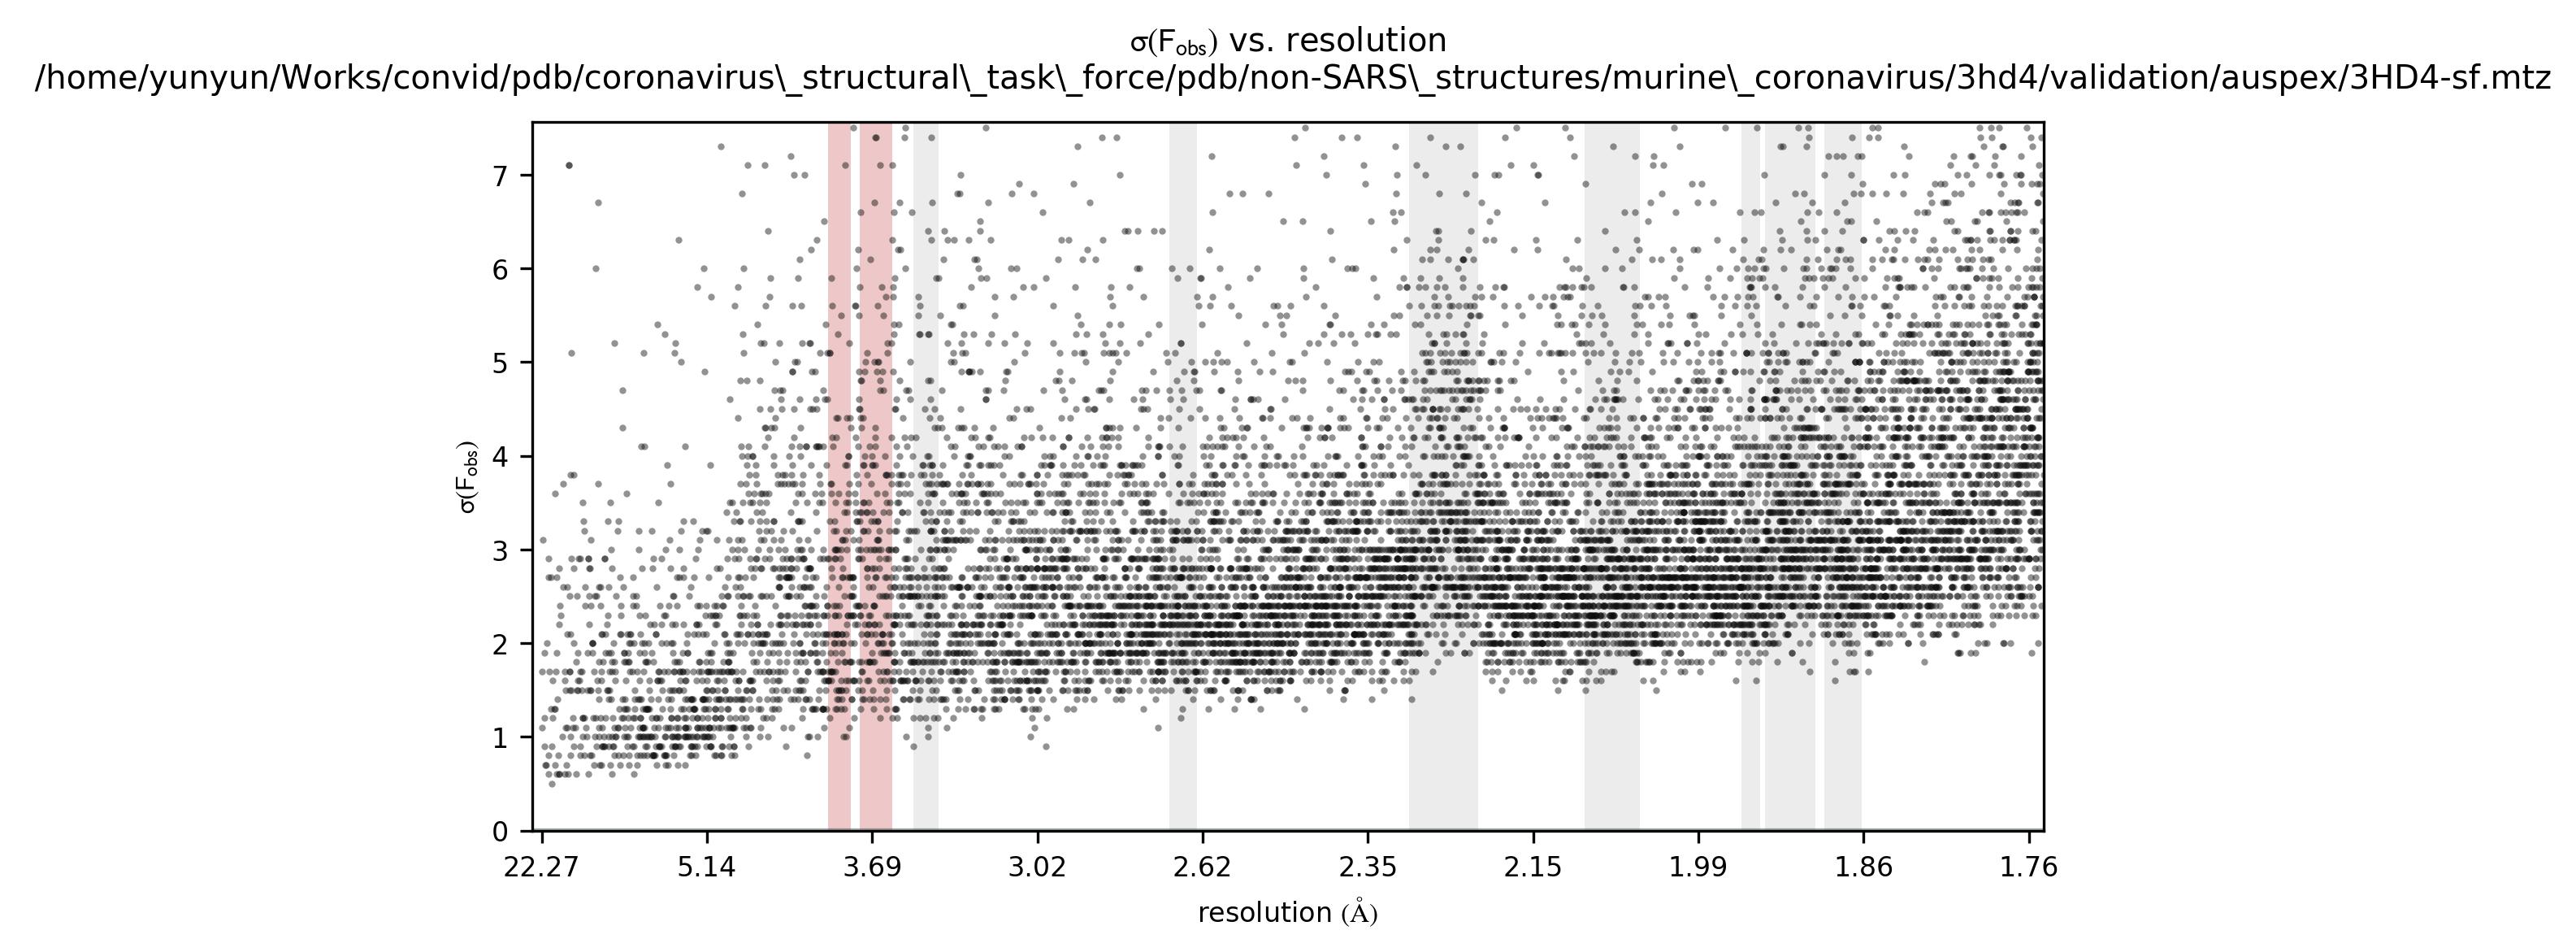 σ(Fobs) vs. resolution
/home/yunyun/Works/convid/pdb/coronavirus\_structural\_task\_force/pdb/non-SARS\_structures/murine\_coronavirus/3hd4/validation/auspex/3HD4-sf.mtz
7
6
5
4
3
2
1
0
σ(Fobs)
22.27 5.14 3.69 3.02 2.62 2.35 2.15 1.99 1.86 1.76
resolution (Å)